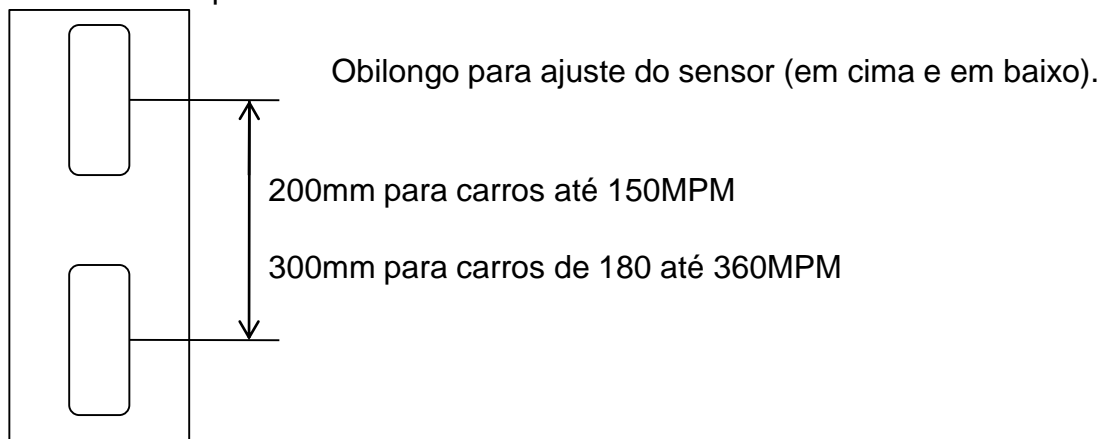 Obilongo para ajuste do sensor (em cima e em baixo).
200mm para carros até 150MPM
300mm para carros de 180 até 360MPM